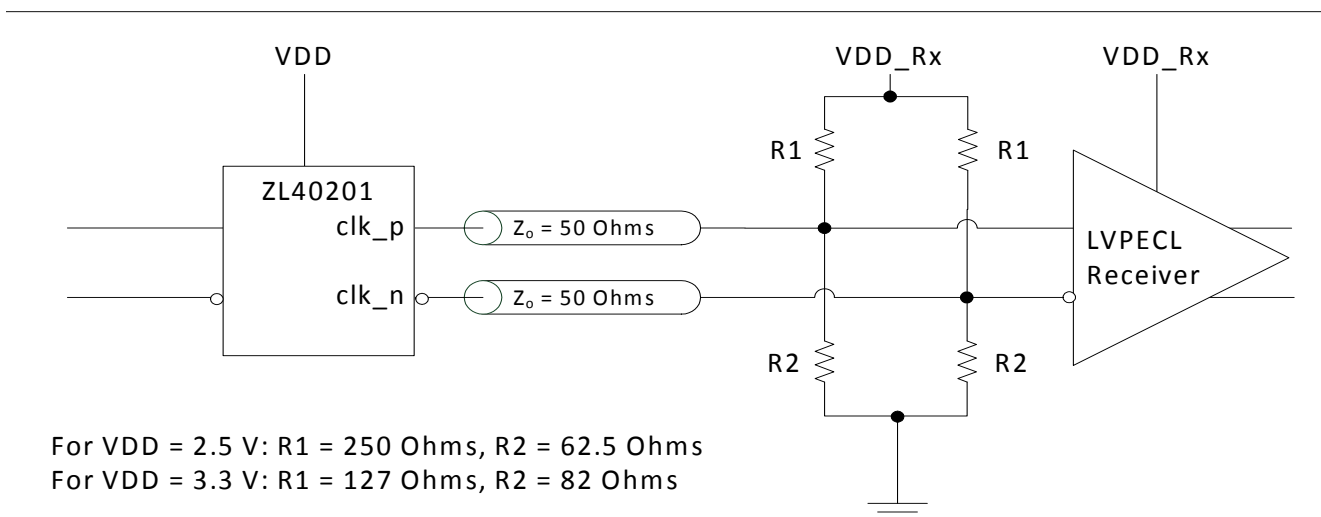 VDD
VDD_Rx
VDD_Rx
R1
R1
ZL40201
clk_p
Zo = 50 Ohms
LVPECL
Receiver
clk_n
Zo = 50 Ohms
R2
R2
For VDD = 2.5 V: R1 = 250 Ohms, R2 = 62.5 Ohms
For VDD = 3.3 V: R1 = 127 Ohms, R2 = 82 Ohms